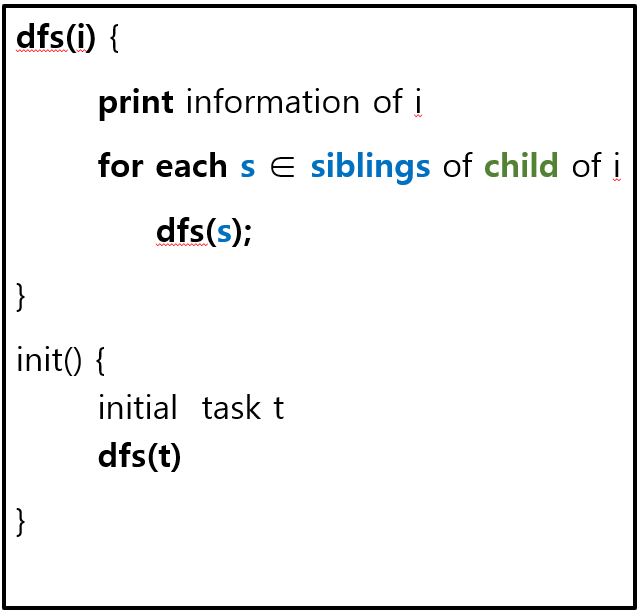 dfs(i) {
print information of i
for each s ∈ siblings of child of i
dfs(s);
}
init() {
initial task t
dfs(t)
}